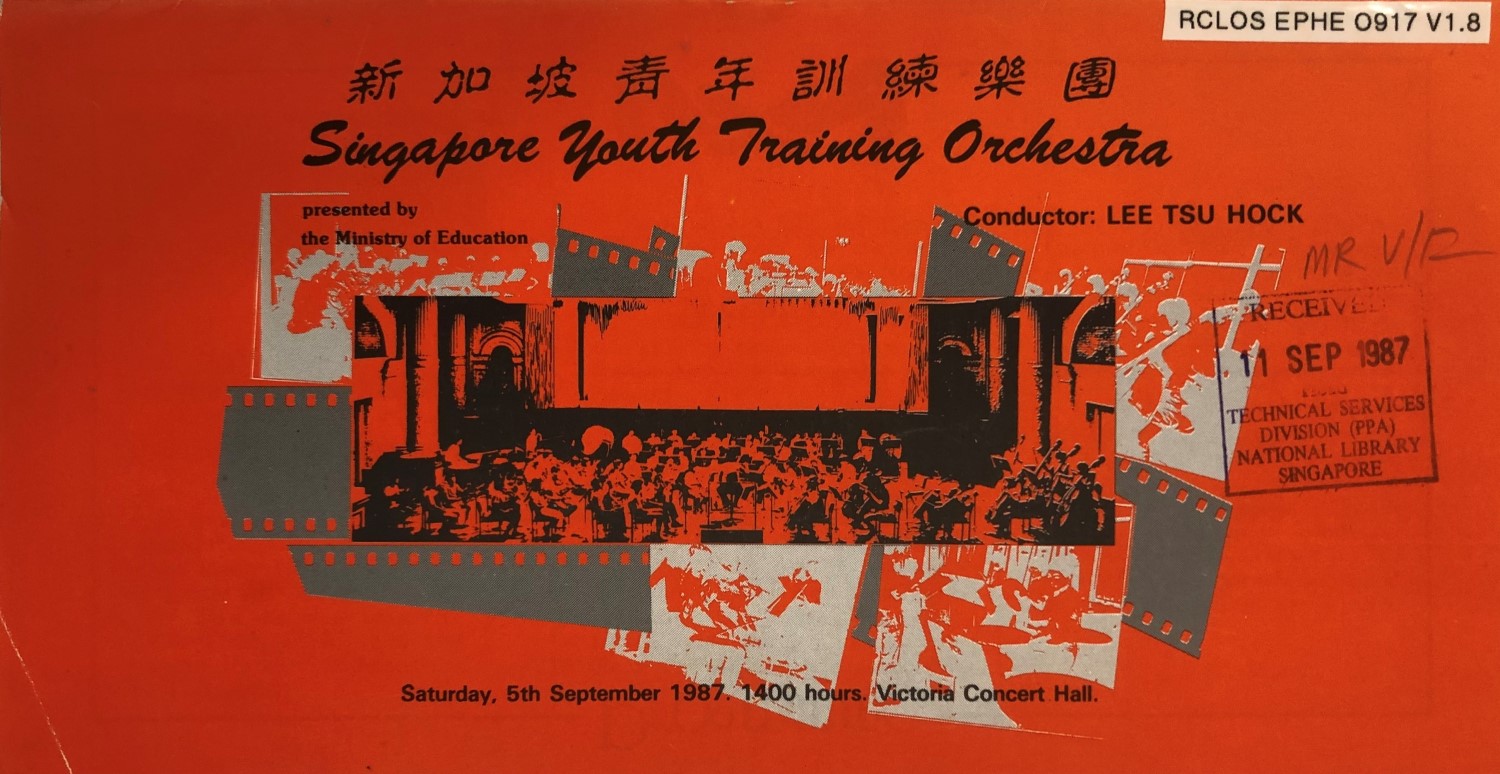 RCLOS EPHE O917 V1.8
新加坡青年訓練樂團
Singapore Youth Training Orchestra
presented by
the Ministry of Education
Conductor: LEE TSU HOCK
MR V/R
RECEIVED
11 SEP 1987
TECHNICAL SERVICES
DIVISION (PPA)
NATIONAL LIBRARY
SINGAPORE
Saturday, 5th September 1987. 1400 hours. Victoria Concert Hall.